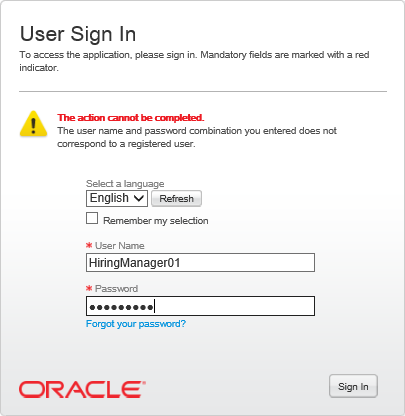 User Sign In
To access the application, please sign in. Mandatory fields are marked with a red
indicator.
The action cannot be completed.
The user name and password combination you entered does not
correspond to a registered user.
Select a language
English Refresh
Remember my selection
* User Name
HiringManager01
* Password
●●●●●●●●●
Forgot your password?
ORACLE® Sign In